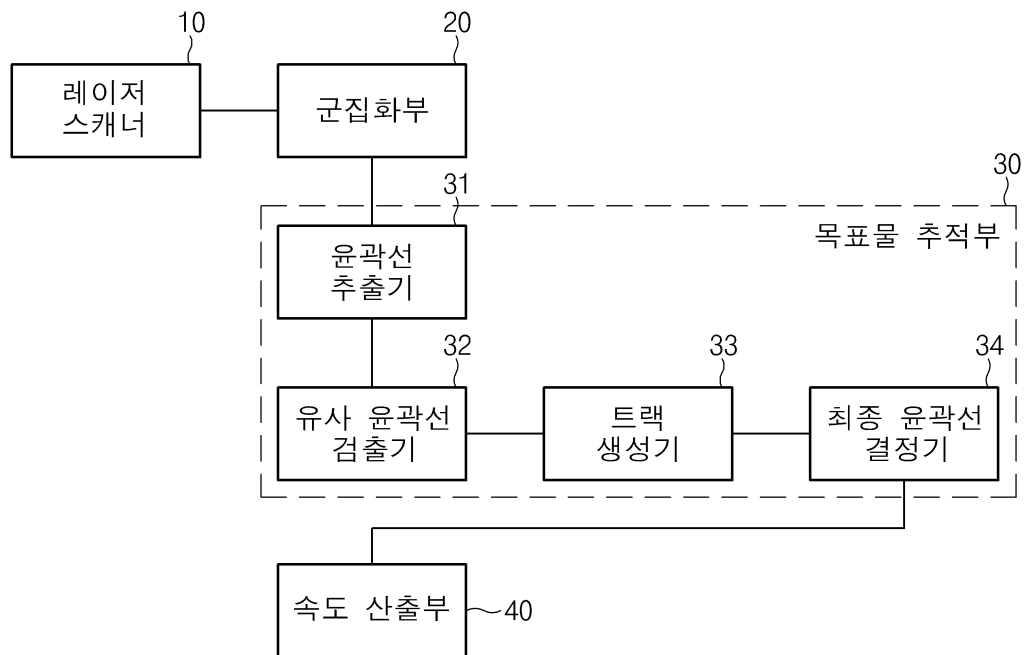 10
레이저
스캐너
20
군집화부
30
목표물 추적부
31
윤곽선
추출기
32
유사 윤곽선
검출기
33
트랙
생성기
34
최종 윤곽선
결정기
속도 산출부
40